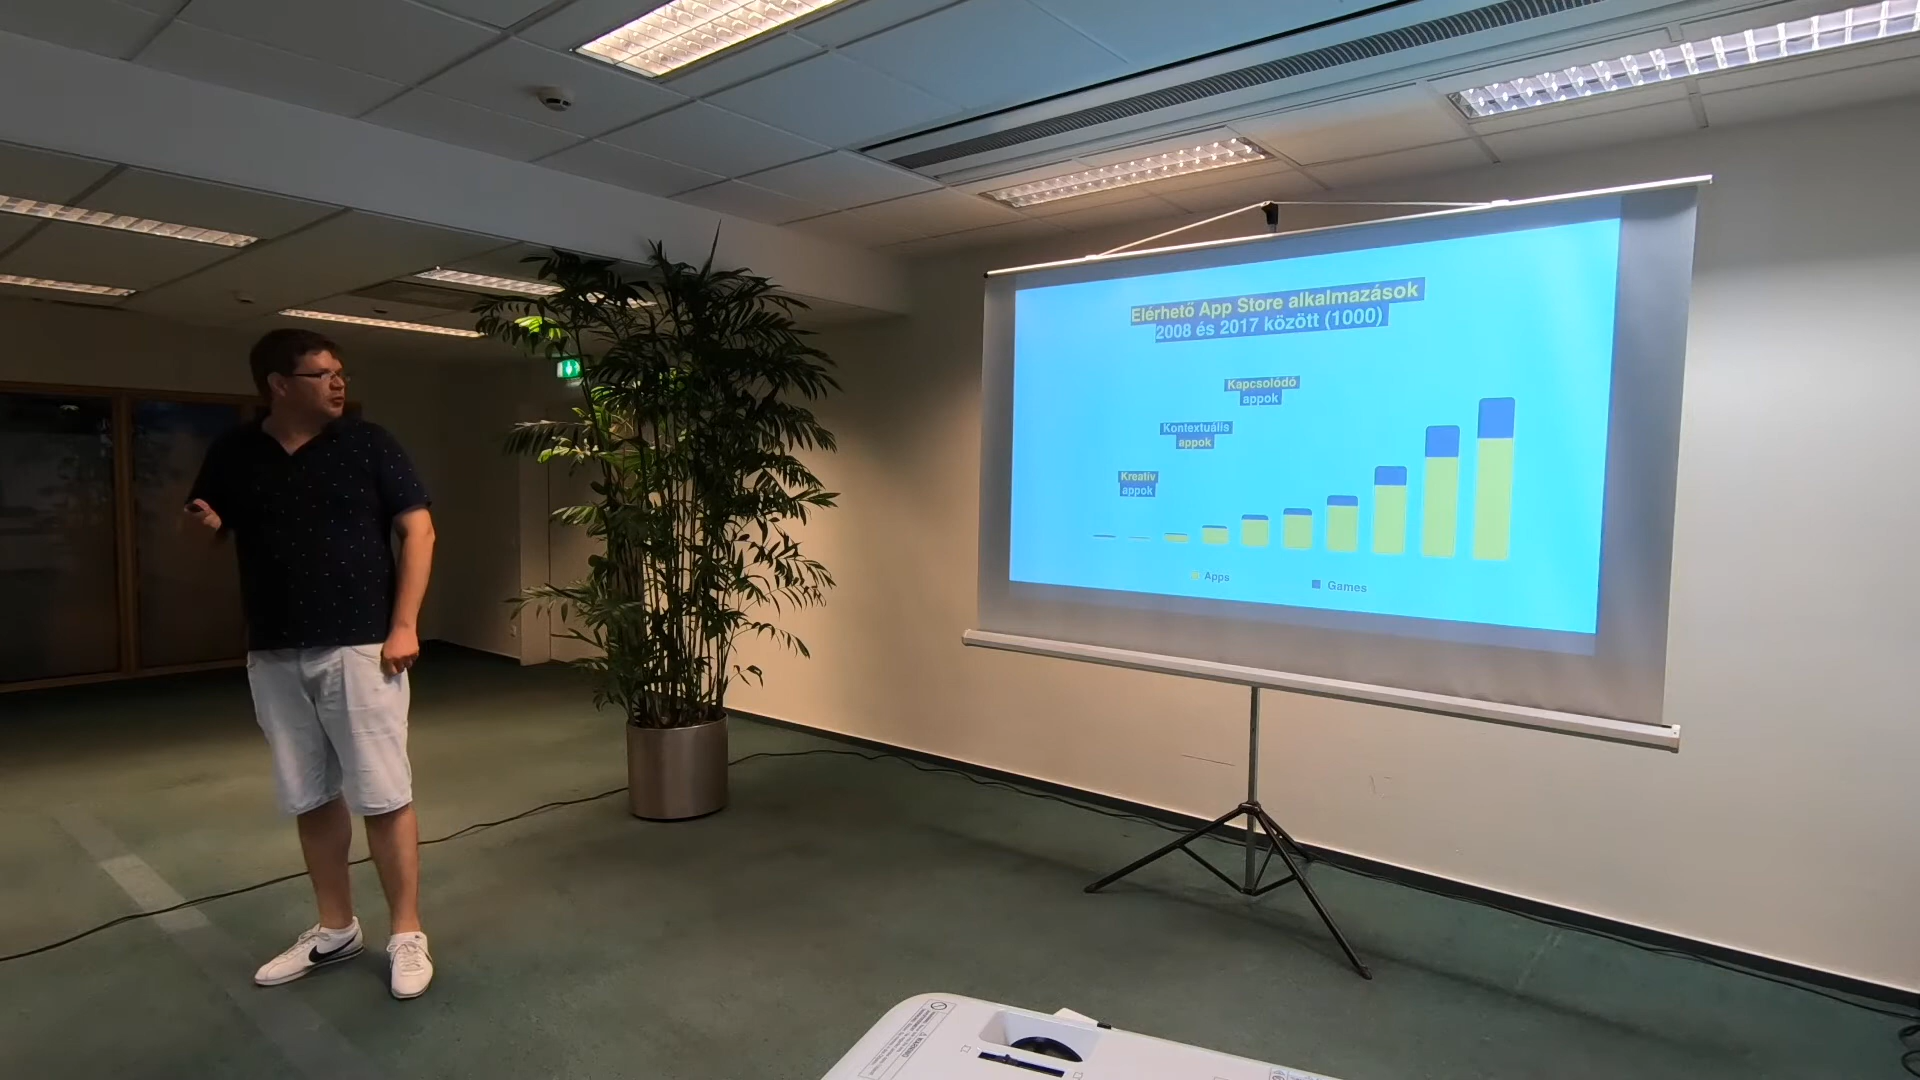 Elérhető App Store alkalmazások
2008 és 2017 között (1000)
Kapcsolódó
appok
Kontextuális
appok
Kreatív
appok
Apps
Games